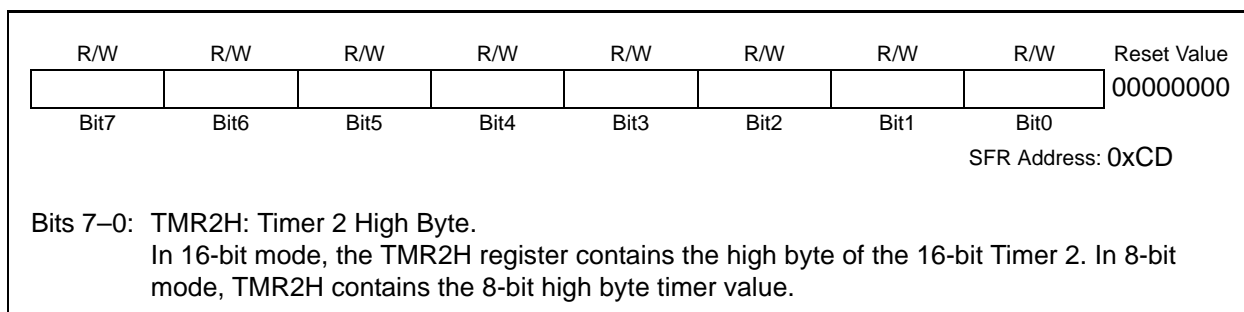 R/W R/W R/W R/W R/W R/W R/W R/W Reset Value
00000000
Bit7 Bit6 Bit5 Bit4 Bit3 Bit2 Bit1 Bit0
SFR Address: 0xCD
Bits 7–0: TMR2H: Timer 2 High Byte.
In 16-bit mode, the TMR2H register contains the high byte of the 16-bit Timer 2. In 8-bit
mode, TMR2H contains the 8-bit high byte timer value.